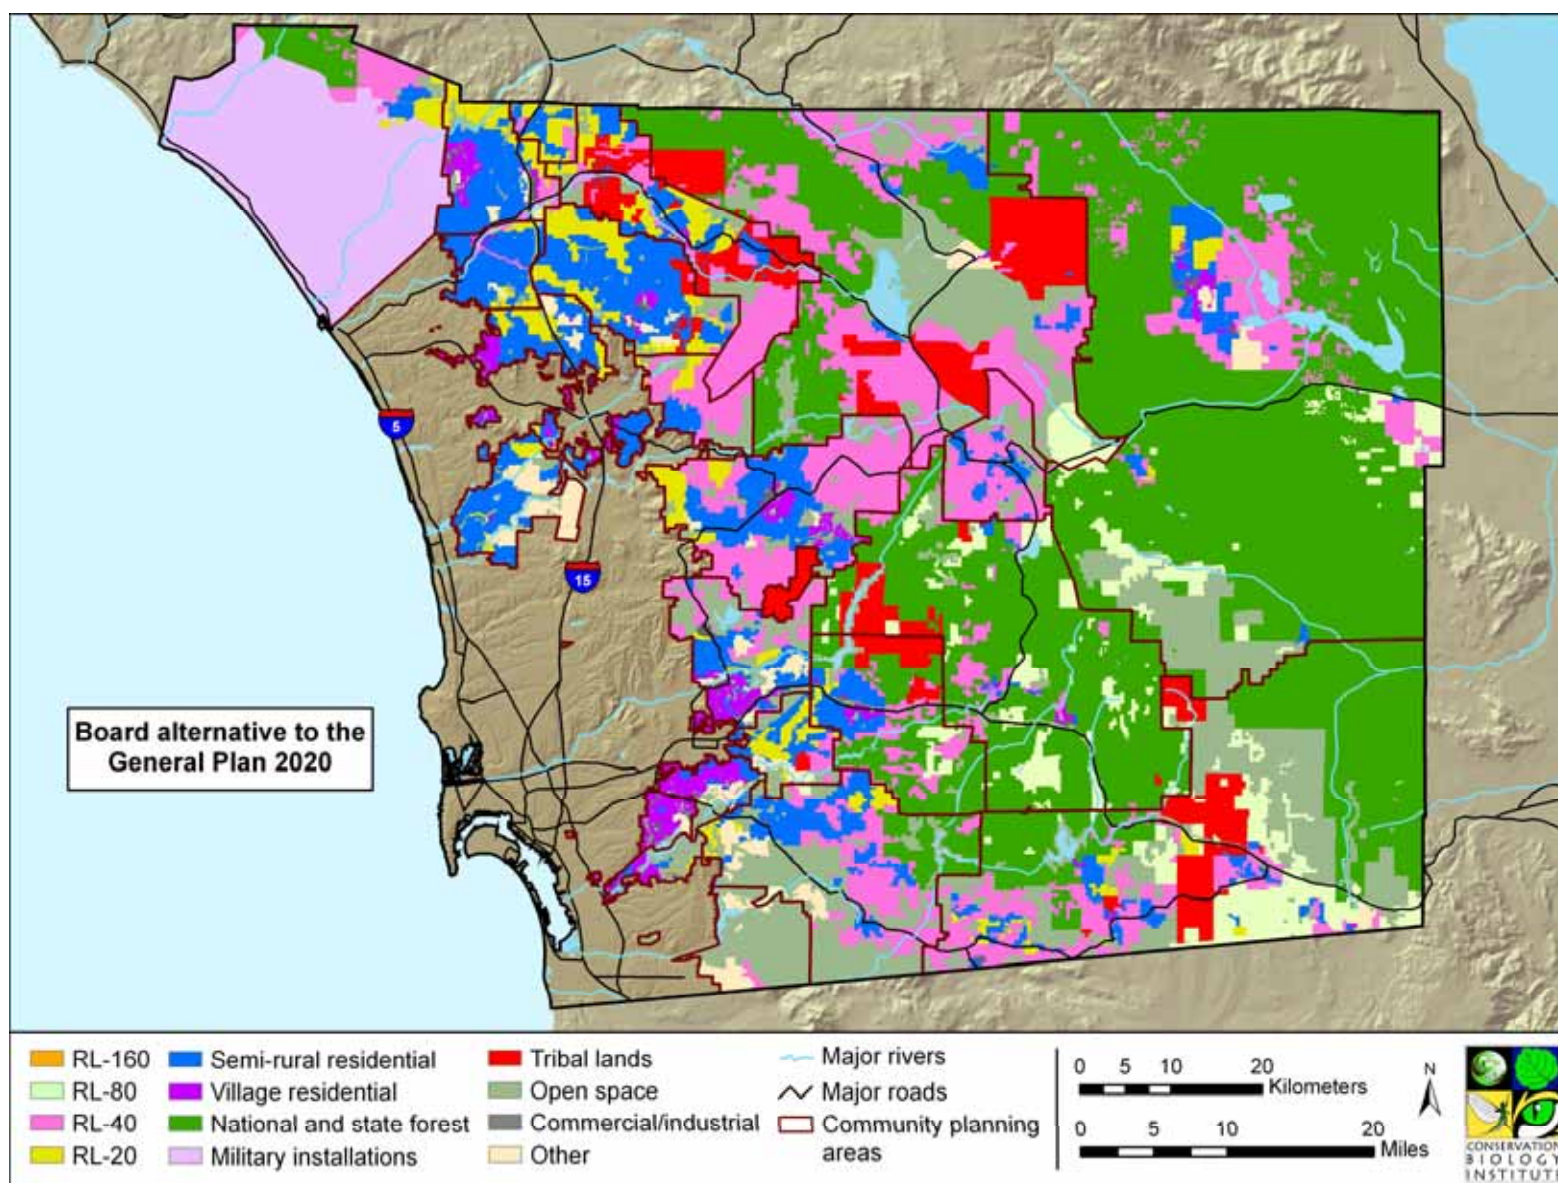 5
15
Board alternative to the
General Plan 2020
RL-160
RL-80
RL-40
RL-20
Semi-rural residential
Village residential
National and state forest
Military installations
Tribal lands
Open space
Commercial/industrial
Other
Major rivers
Major roads
Community planning
areas
0 5 10 20
Kilometers
0 5 10 20
Miles
N
CONSERVATION
BIOLOGY
INSTITUTE